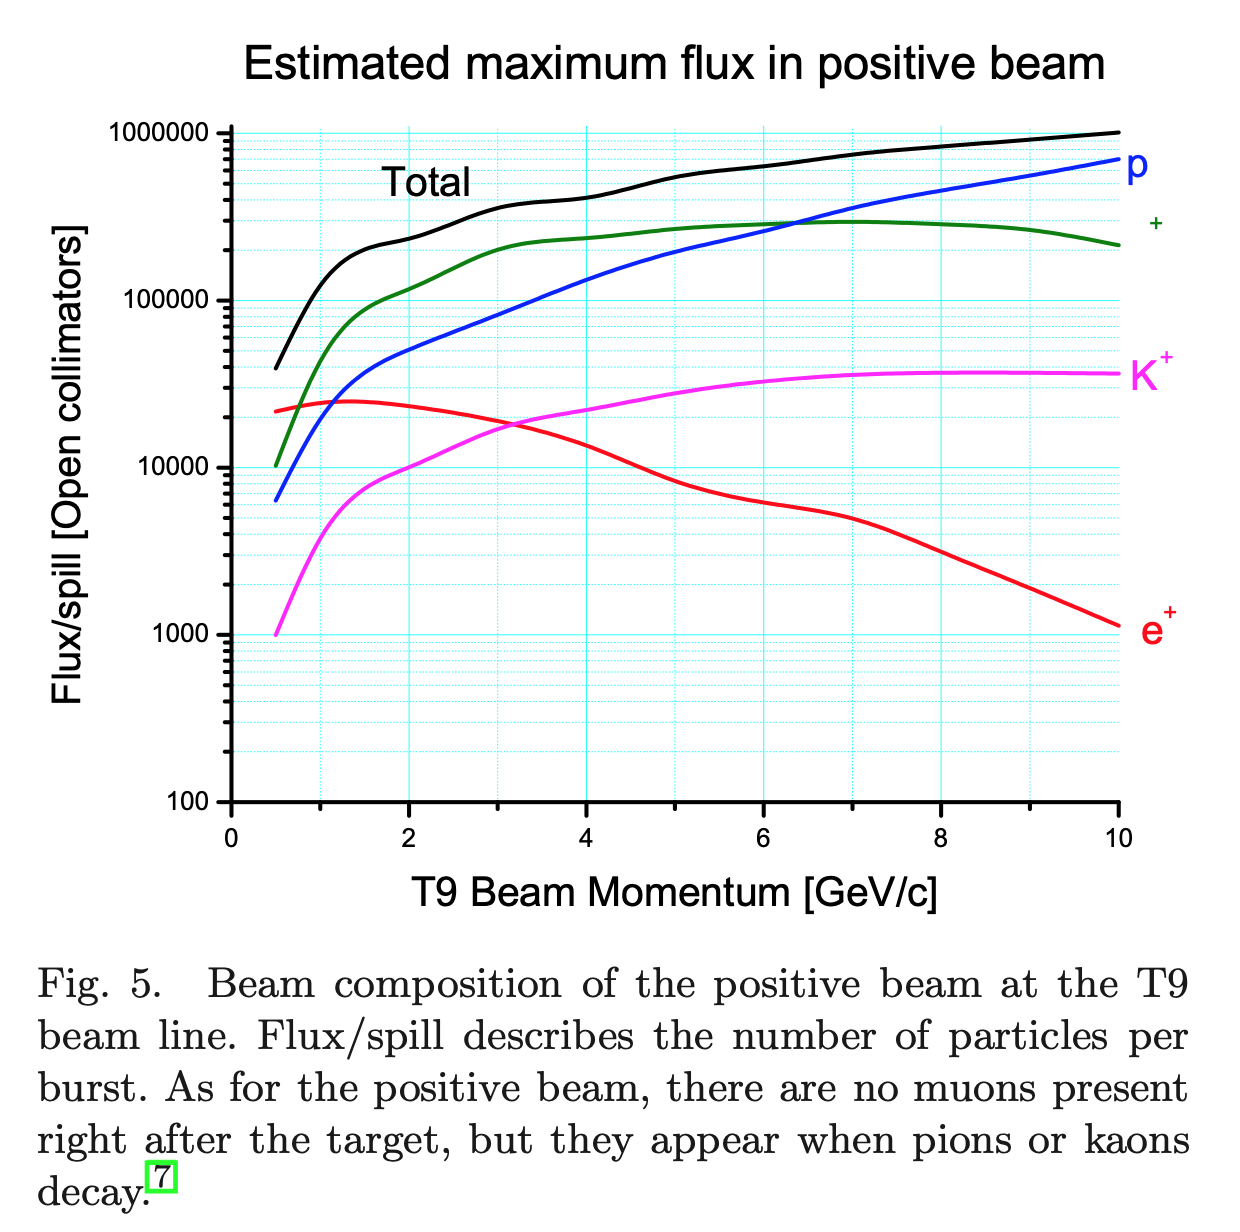 Estimated maximum flux in positive beam
1000000
100000
10000
1000
100
Flux/spill [Open collimators]
Total
p
+
K+
e+
0 2 4 6 8 10
T9 Beam Momentum [GeV/c]
Fig. 5. Beam composition of the positive beam at the T9
beam line. Flux/spill describes the number of particles per
burst. As for the positive beam, there are no muons present
right after the target, but they appear when pions or kaons
decay.7